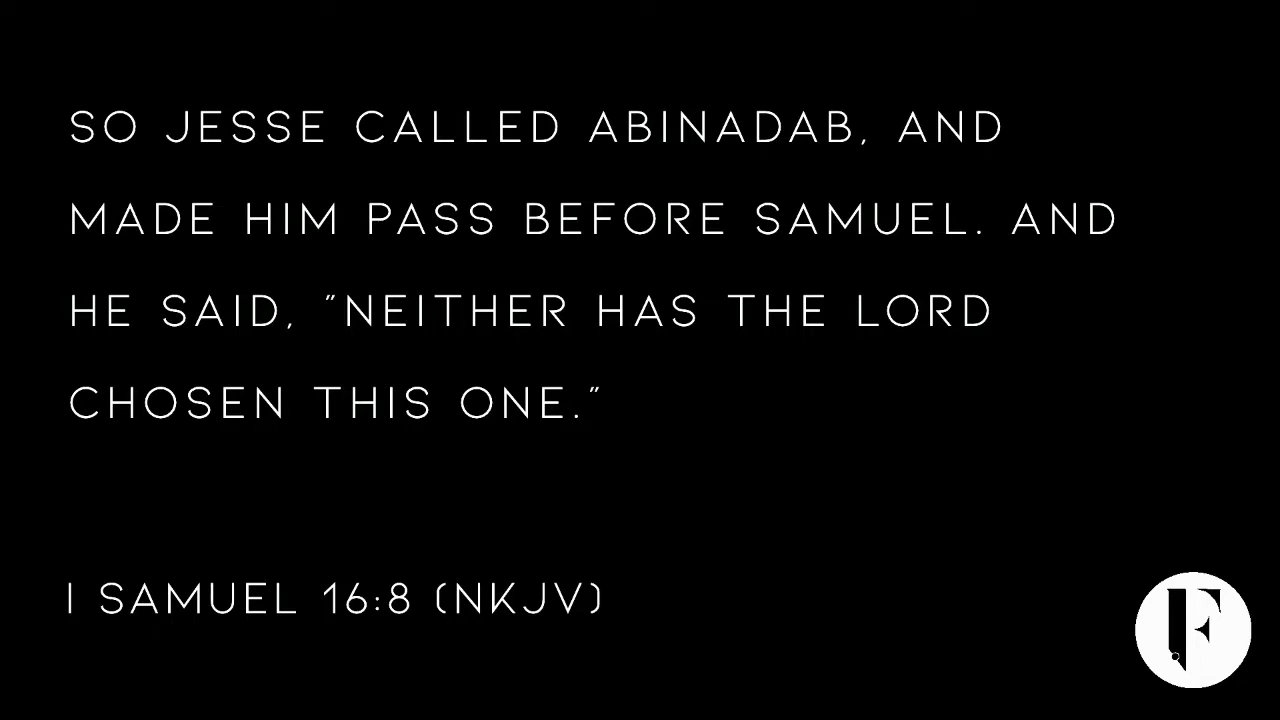 SO JESSE CALLED ABINADAB, AND
MADE HIM PASS BEFORE SAMUEL. AND
HE SAID, "NEITHER HAS THE LORD
CHOSEN THIS ONE."
I SAMUEL 16:8 (NKJV)
F